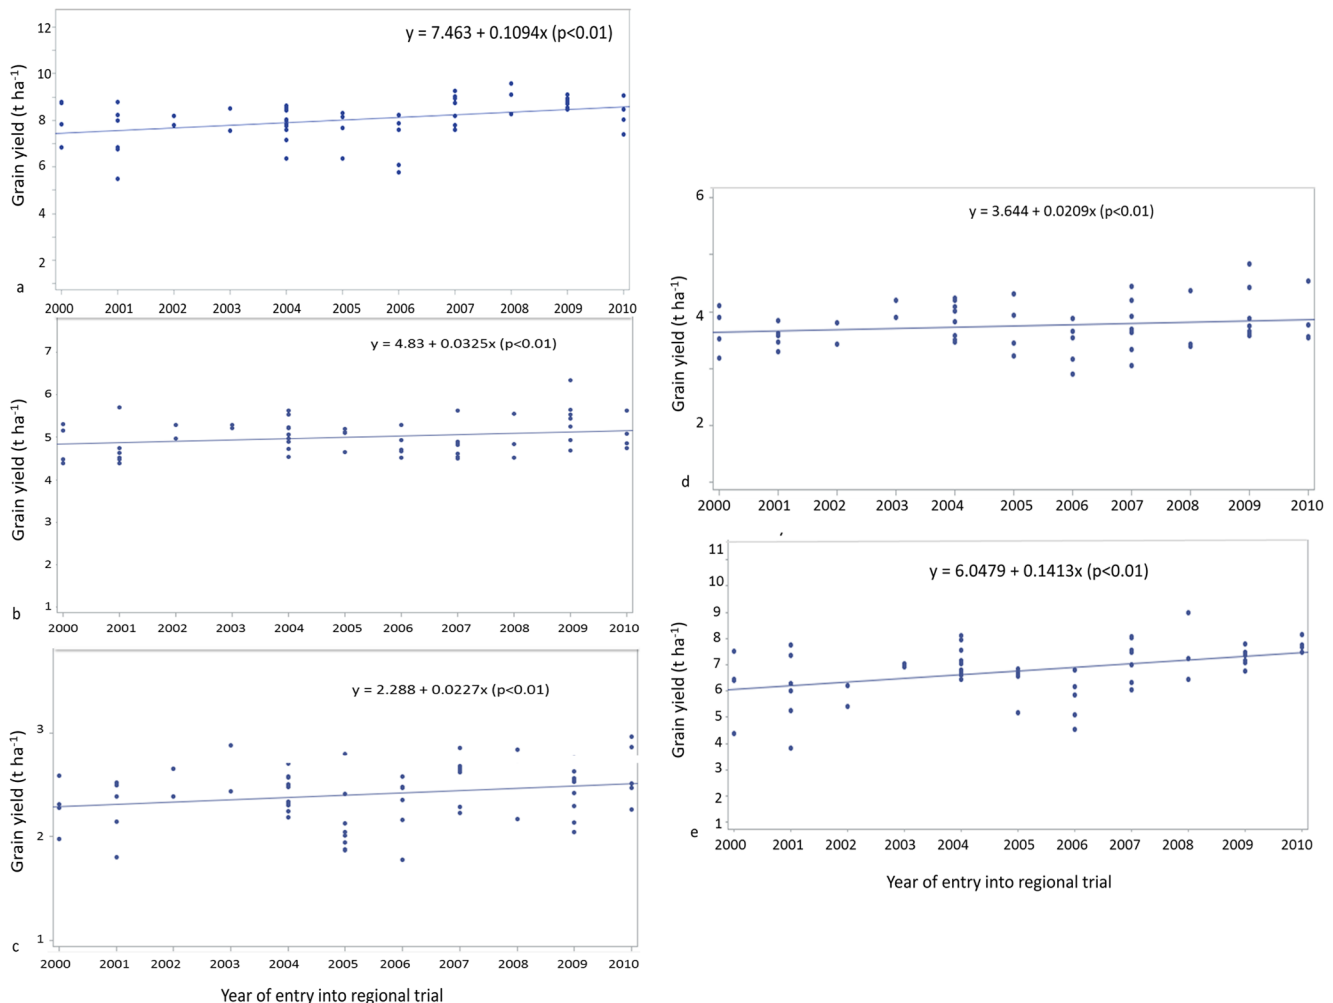 y = 7.463 + 0.1094x (p<0.01)
Grain yield (t ha-1)
12
10
8
6
4
2
a
2000 2001 2002 2003 2004 2005 2006 2007 2008 2009 2010
y = 4.83 + 0.0325x (p<0.01)
Grain yield (t ha-1)
7
6
5
4
3
2
1
b
2000 2001 2002 2003 2004 2005 2006 2007 2008 2009 2010
y = 2.288 + 0.0227x (p<0.01)
Grain yield (t ha-1)
3
2
1
c
2000 2001 2002 2003 2004 2005 2006 2007 2008 2009 2010
Year of entry into regional trial
y = 3.644 + 0.0209x (p<0.01)
Grain yield (t ha-1)
6
4
2
d
2000 2001 2002 2003 2004 2005 2006 2007 2008 2009 2010
y = 6.0479 + 0.1413x (p<0.01)
Grain yield (t ha-1)
11
10
9
8
7
6
5
4
3
2
1
e
2000 2001 2002 2003 2004 2005 2006 2007 2008 2009 2010
Year of entry into regional trial